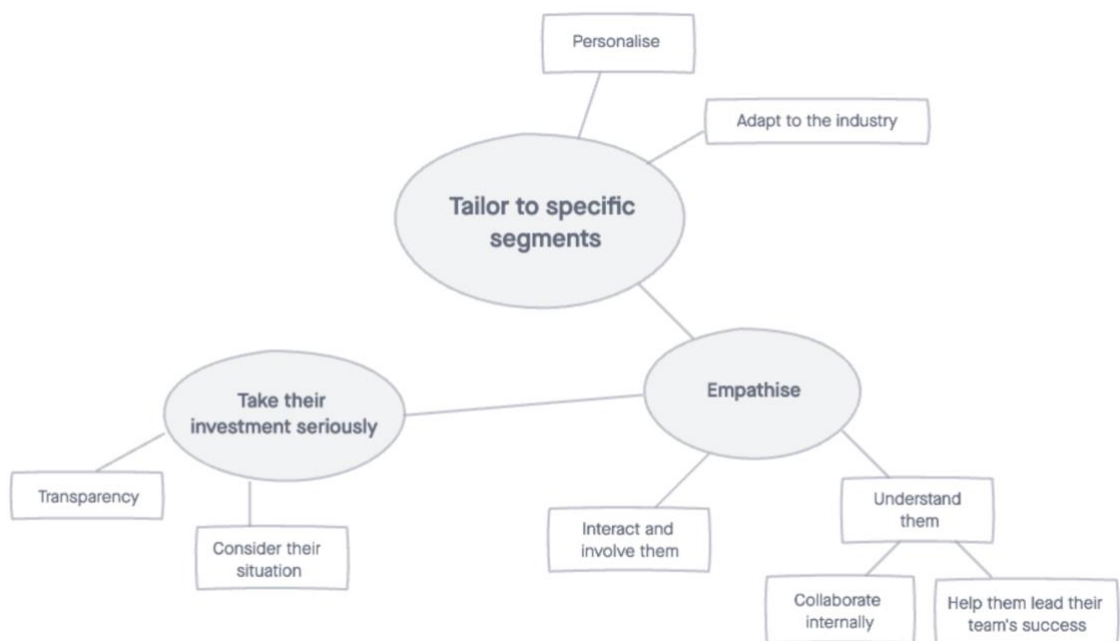 Personalise
Adapt to the industry
Tailor to specific
segments
Empathise
Take their
investment seriously
Transparency
Consider their
situation
Interact and
involve them
Understand
them
Collaborate
internally
Help them lead their
team's success